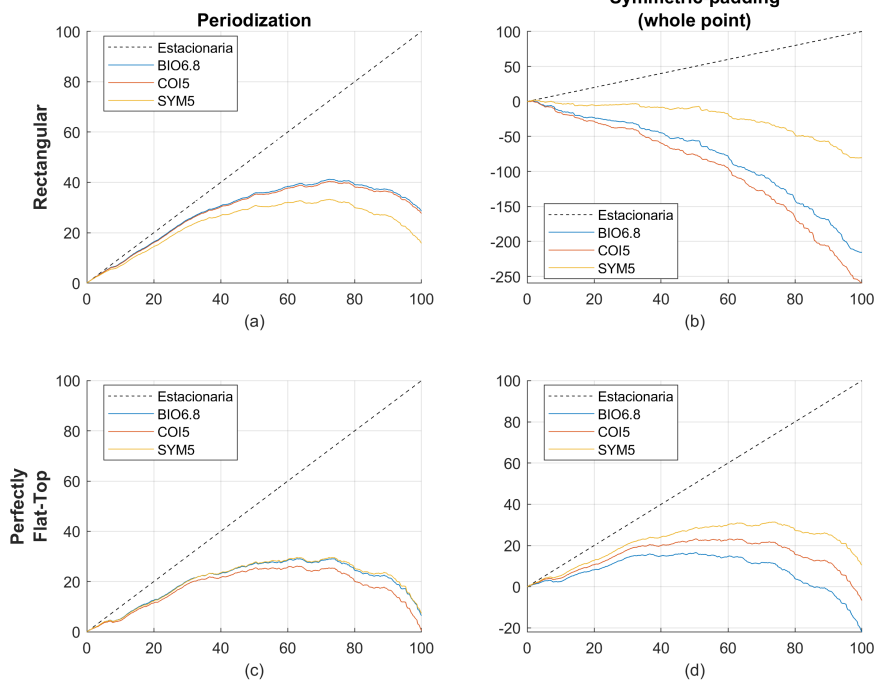 Periodization
Symmetric padding
(whole point)
Rectangular
100
80
60
40
20
0
0
20
40
60
80
100
Estacionaria
BIO6.8
COI5
SYM5
(a)
100
50
0
-50
-100
-150
-200
-250
0
20
40
60
80
100
Estacionaria
BIO6.8
COI5
SYM5
(b)
Perfectly
Flat-Top
100
80
60
40
20
0
0
20
40
60
80
100
Estacionaria
BIO6.8
COI5
SYM5
(c)
100
80
60
40
20
0
-20
0
20
40
60
80
100
Estacionaria
BIO6.8
COI5
SYM5
(d)